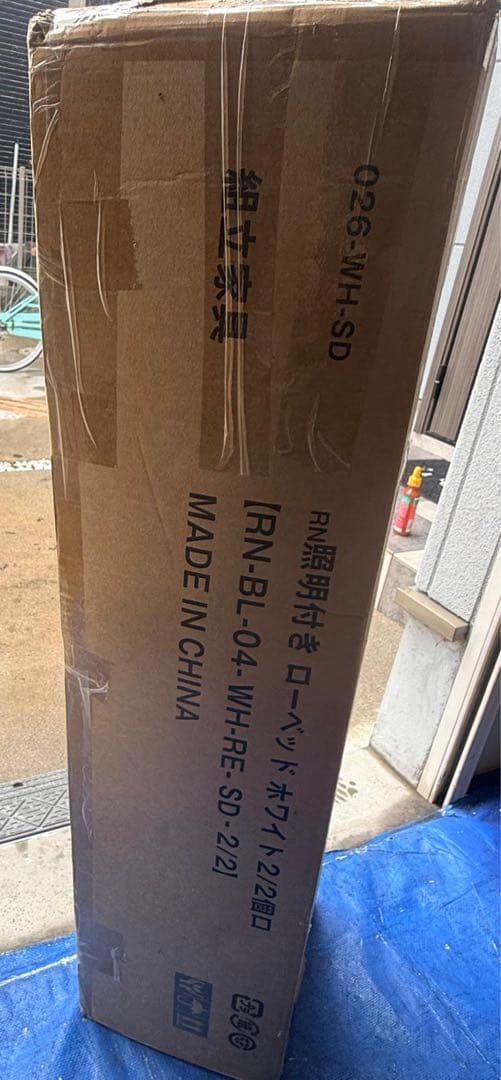 026-WH-SD
組立家具
RN照明付き ローベッド ホワイト2/2個口
[RN-BL-04-WH-RE-SD-2/2]
MADE IN CHINA